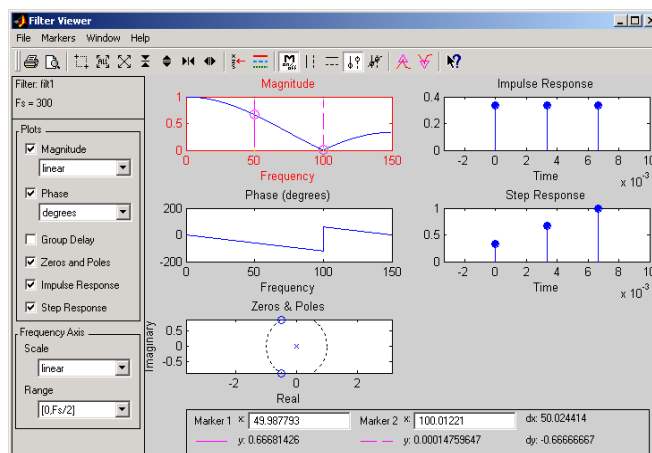 Filter Viewer
File Markers Window Help
Filter: filt1
Fs = 300
Plots
Magnitude
linear
Phase
degrees
Group Delay
Zeros and Poles
Impulse Response
Step Response
Frequency Axis
Scale
linear
Range
[0,Fs/2]
Magnitude
1
0.5
0
0 50 100 150
Frequency
Impulse Response
0.4
0.2
0
-2 0 2 4 6 8 10
Time
x 10-3
Phase (degrees)
200
0
-200
0 50 100 150
Frequency
Step Response
1
0.5
0
-2 0 2 4 6 8 10
Time
x 10-3
Zeros & Poles
Imaginary
0.5
0
-0.5
-2 0 2
Real
Marker 1 x: 49.987793 Marker 2 x: 100.01221 dx: 50.024414
y: 0.66681426 y: 0.00014759647 dy: -0.66666667